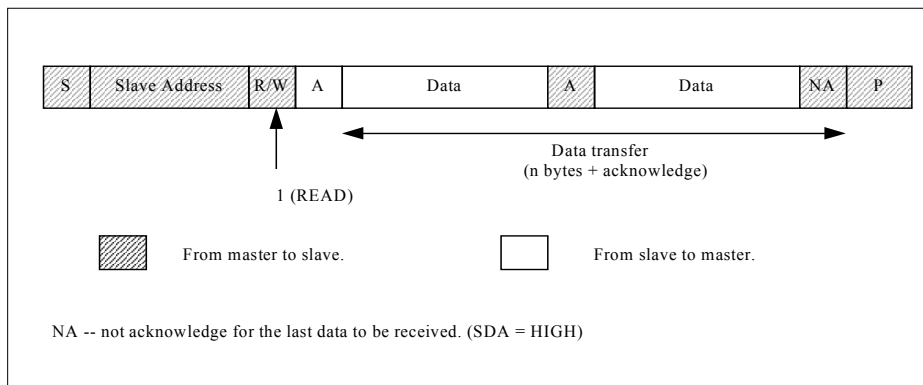 S Slave Address R/W A Data A Data NA P
Data transfer
(n bytes + acknowledge)
1 (READ)
From master to slave. From slave to master.
NA -- not acknowledge for the last data to be received. (SDA = HIGH)